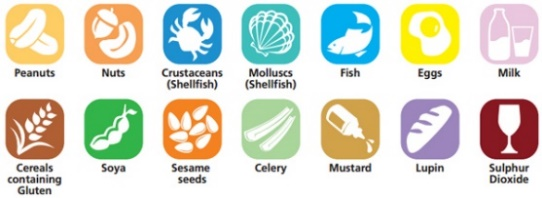 Peanuts
Nuts
Crustaceans
(Shellfish)
Molluscs
(Shellfish)
Fish
Eggs
Milk
Cereals
containing
Gluten
Soya
Sesame
seeds
Celery
Mustard
Lupin
Sulphur
Dioxide